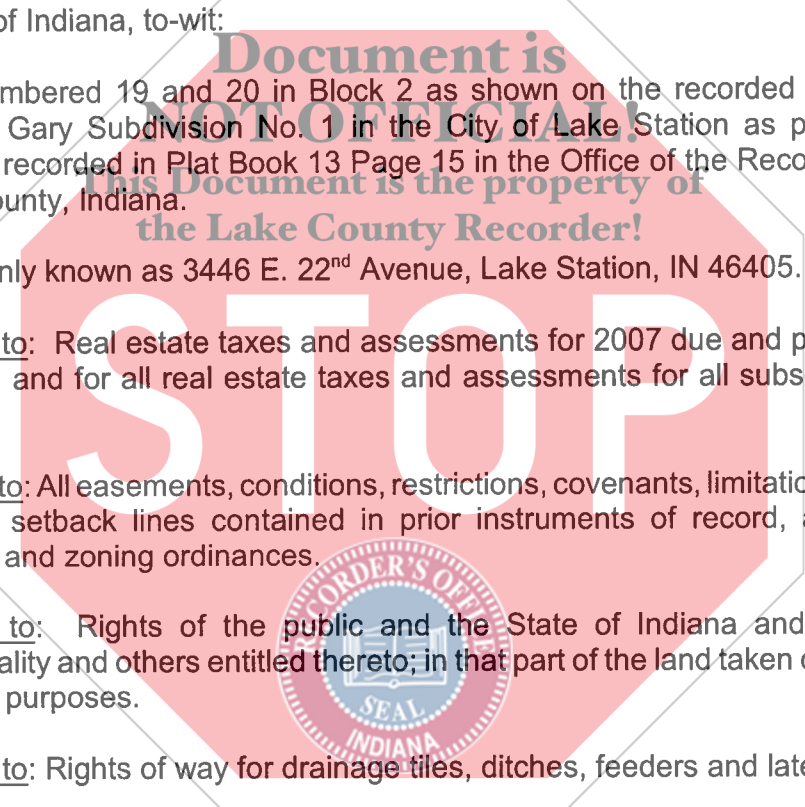 of Indiana, to-wit:
Document is
mbered 19 and 20 in Block 2 as shown on the recorded
NOT OFFICIAL!
Gary Subdivision No. 1 in the City of Lake Station as p
recorded in Plat Book 13 Page 15 in the Office of the Reco
This Document is the property of
ounty, Indiana.
the Lake County Recorder!
nly known as 3446 E. 22nd Avenue, Lake Station, IN 46405.
STOP
to: Real estate taxes and assessments for 2007 due and p
and for all real estate taxes and assessments for all subs
to: All easements, conditions, restrictions, covenants, limitatio
setback lines contained in prior instruments of record, a
and zoning ordinances.
to: Rights of the public and the State of Indiana and
ality and others entitled thereto; in that part of the land taken o
purposes.
to: Rights of way for drainage tiles, ditches, feeders and late
RECORDER'S OFFICE
SEAL
INDIANA